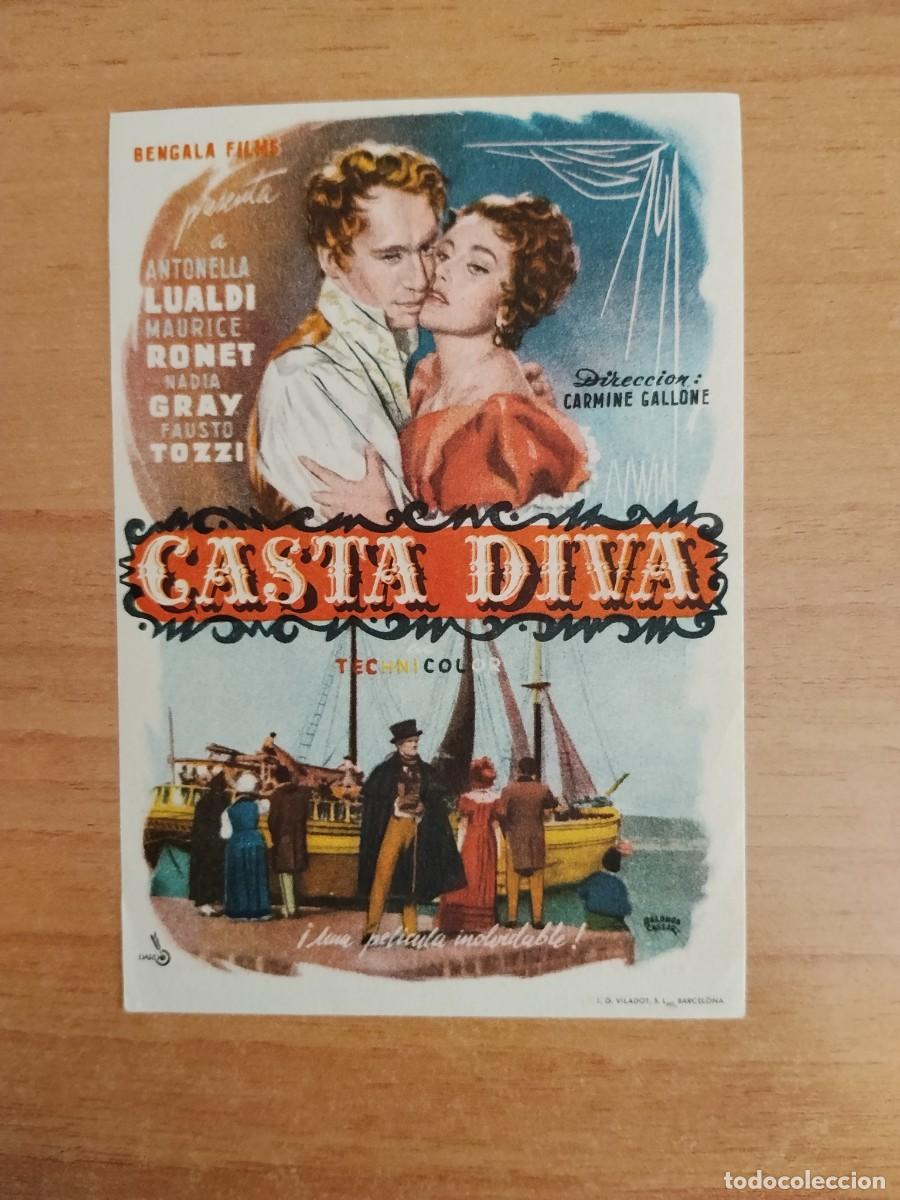 BENGALA FILMS
presenta
a
ANTONELLA
LUALDI
MAURICE
RONET
NADIA
GRAY
FAUSTO
TOZZI
Direccion:
CARMINE GALLONE
CASTA DIVA
TECHNICOLOR
¡Una película inolvidable!
I. G. VILADOT, S. L. BARCELONA
todocoleccion